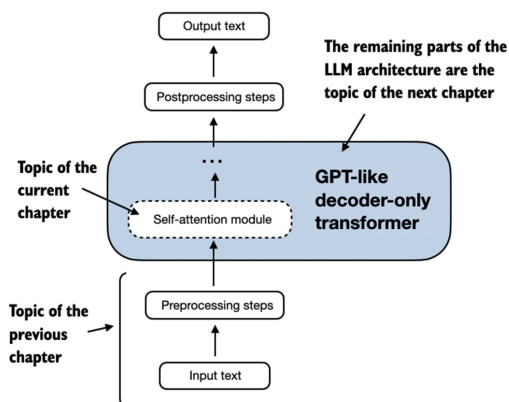 Output text
The remaining parts of the
LLM architecture are the
topic of the next chapter
Postprocessing steps
...
Topic of the
current
chapter
GPT-like
decoder-only
transformer
Self-attention module
Topic of the
previous
chapter
Preprocessing steps
Input text